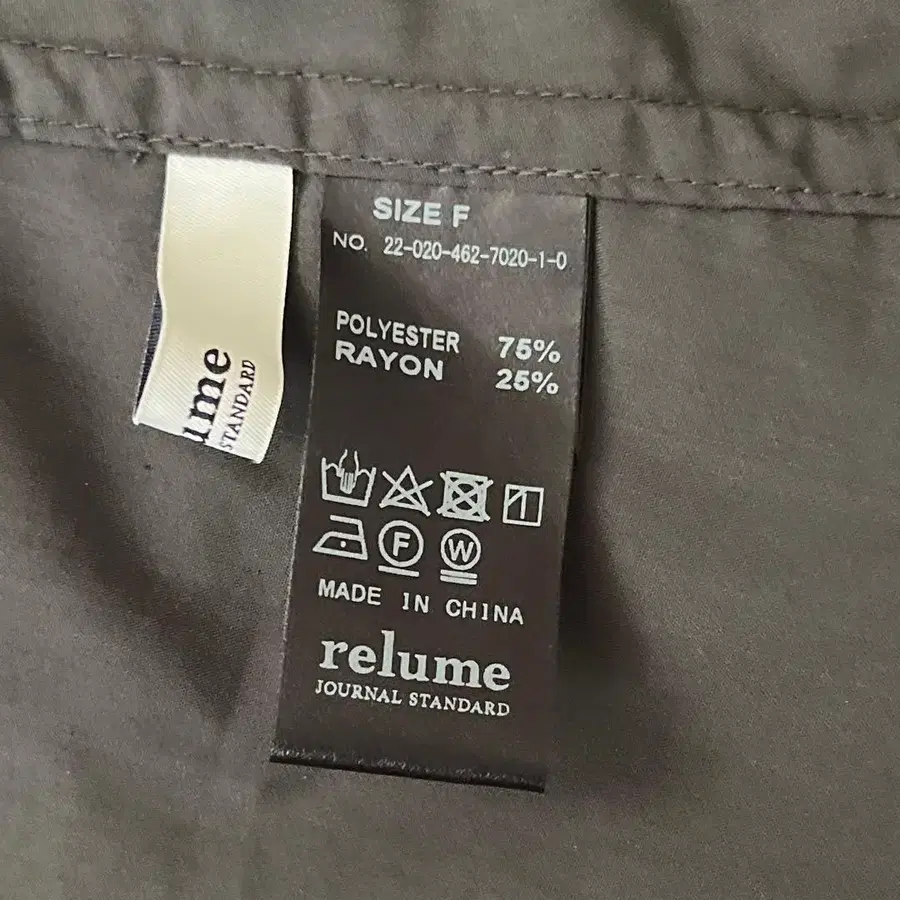 SIZE F
NO. 22-020-462-7020-1-0
POLYESTER 75%
RAYON 25%
F W
MADE IN CHINA
relume
JOURNAL STANDARD
ume
STANDARD